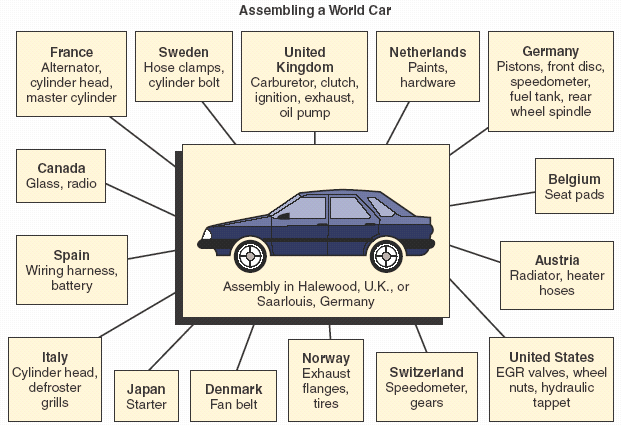 Assembling a World Car
France
Alternator,
cylinder head,
master cylinder
Sweden
Hose clamps,
cylinder bolt
United
Kingdom
Carburetor, clutch,
ignition, exhaust,
oil pump
Netherlands
Paints,
hardware
Germany
Pistons, front disc,
speedometer,
fuel tank, rear
wheel spindle
Canada
Glass, radio
Belgium
Seat pads
Spain
Wiring harness,
battery
Austria
Radiator, heater
hoses
Assembly in Halewood, U.K., or
Saarlouis, Germany
Italy
Cylinder head,
defroster
grills
Japan
Starter
Denmark
Fan belt
Norway
Exhaust
flanges,
tires
Switzerland
Speedometer,
gears
United States
EGR valves, wheel
nuts, hydraulic
tappet